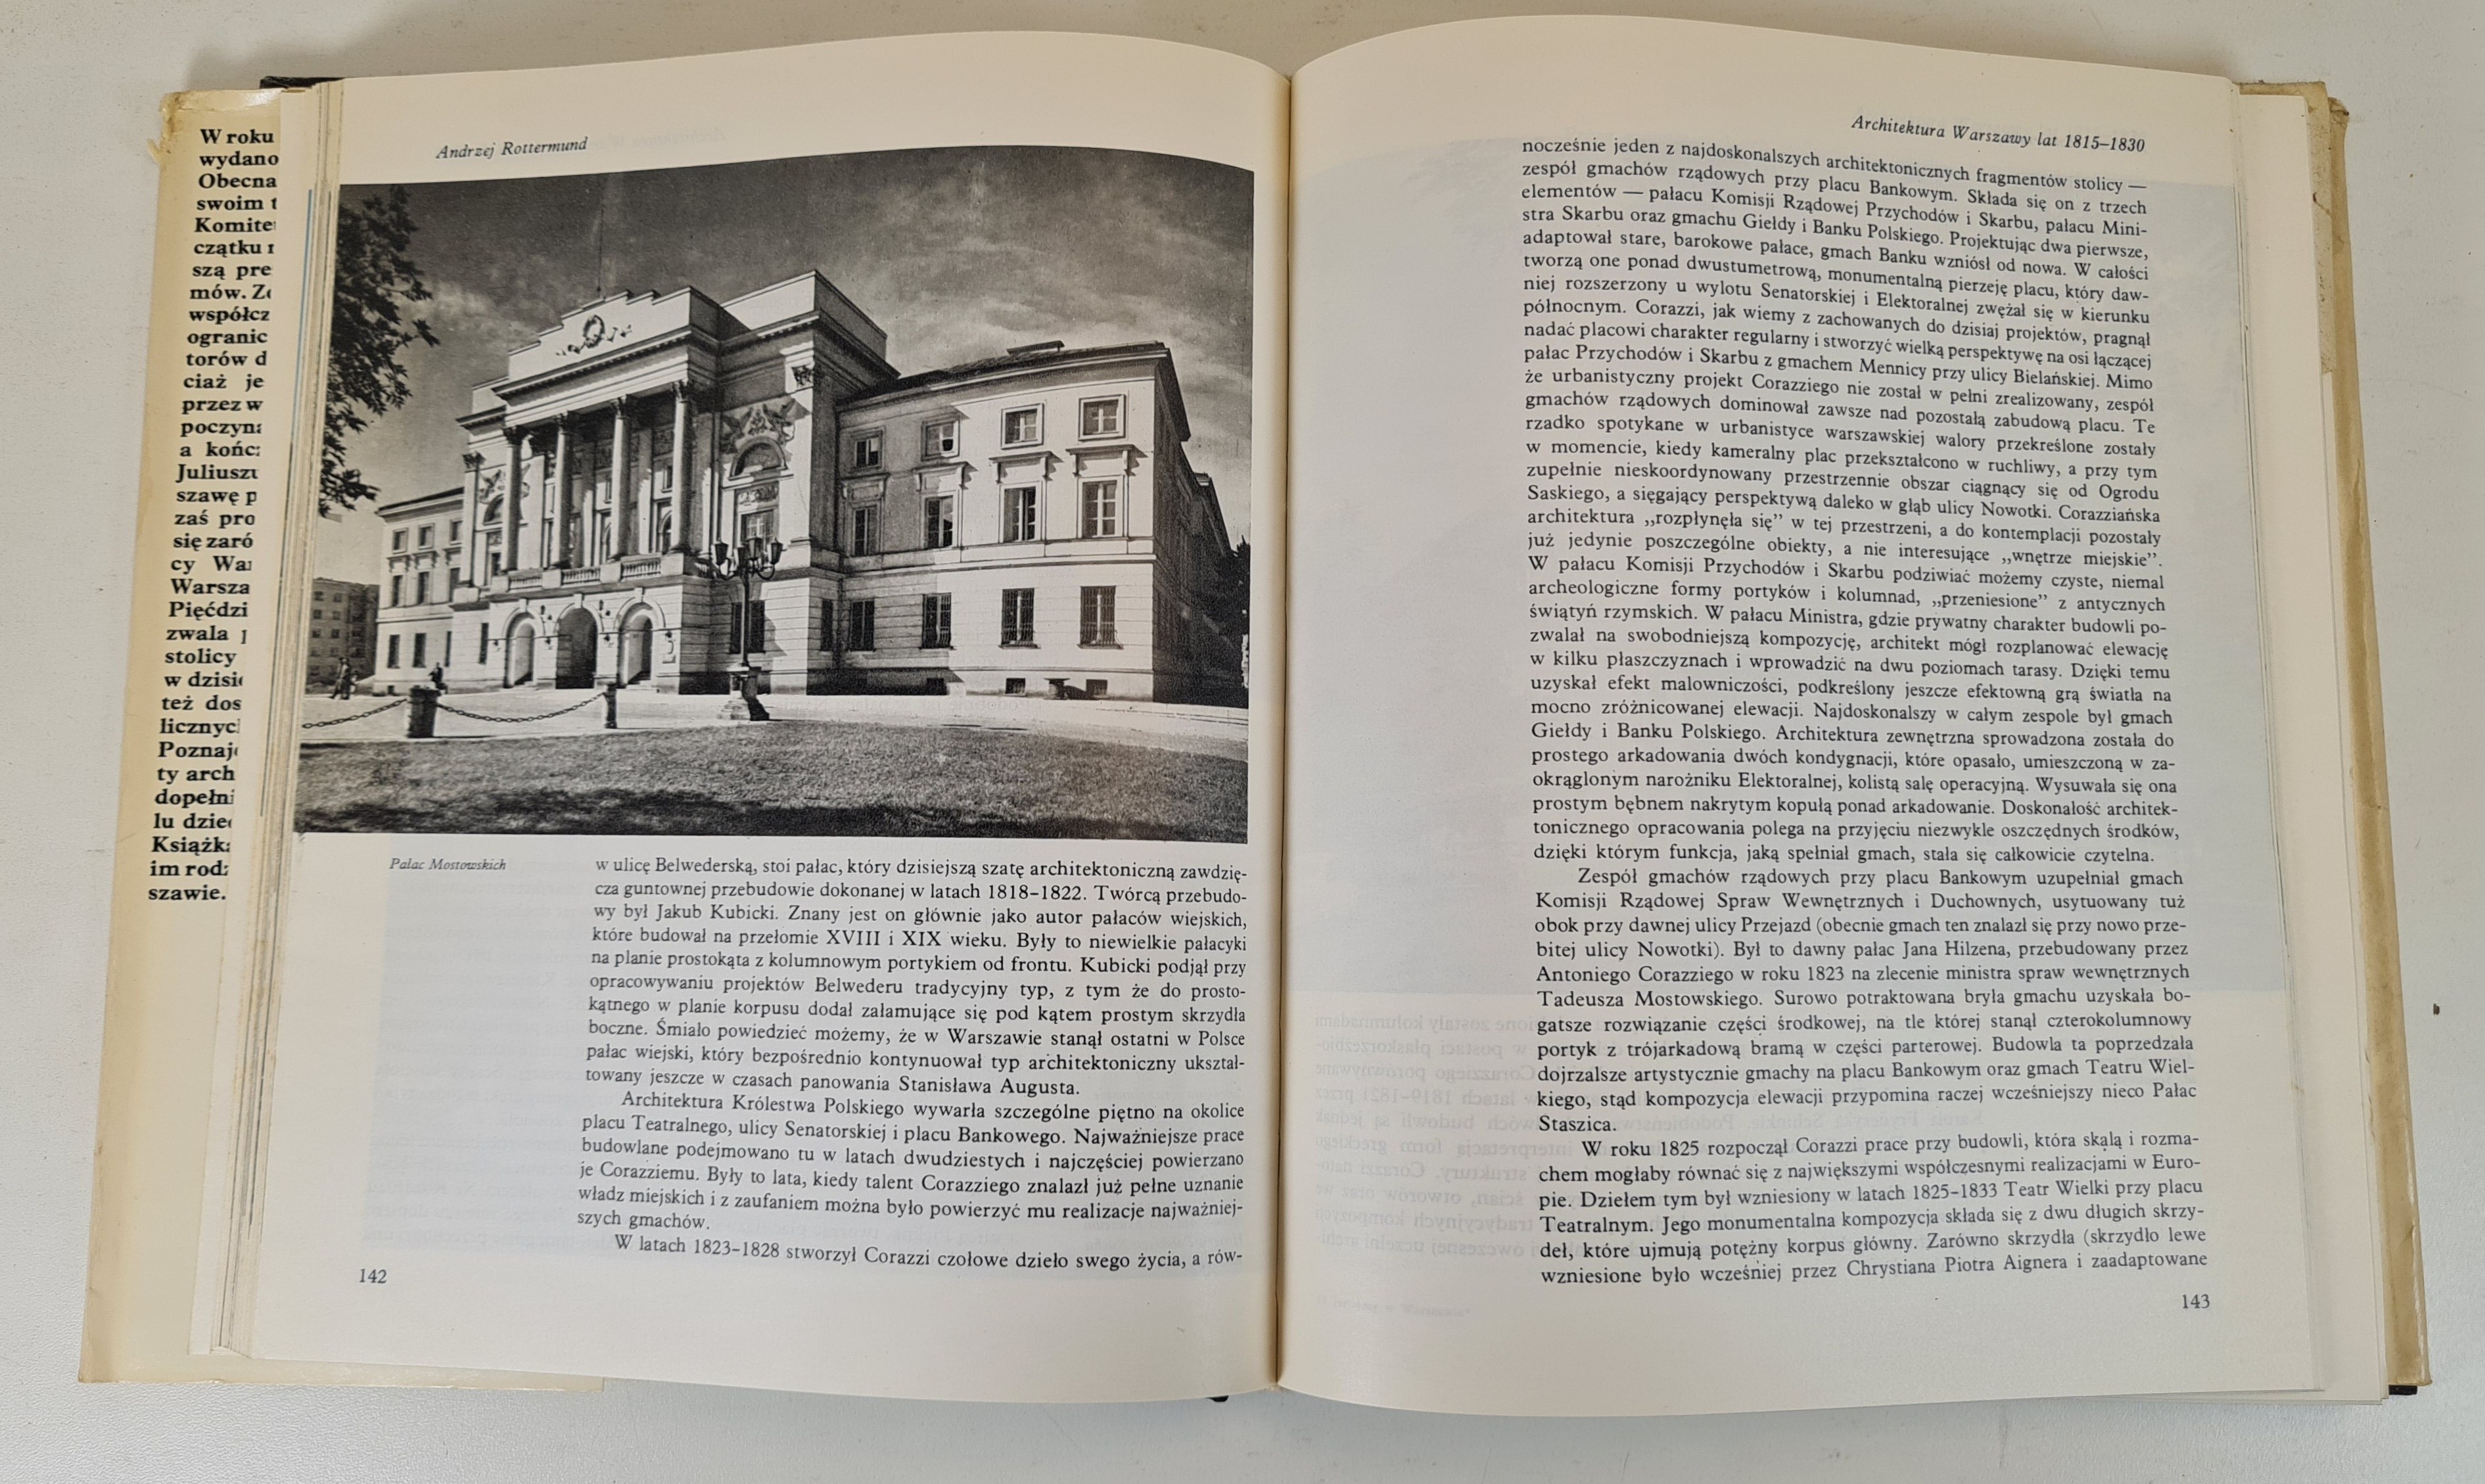 W roku
wydano
Obecna
swoim
Komite
czątku
szą pre
mów. Ze
współcz
ogranic
torów d
ciaż je
przez w
poczyna
a końc
Juliuszu
szawę p
zaś pro
się zaró
cy Wa
Warsza
Pięćdzi
zwala
stolicy
w dzisi
też dos
licznyc
Poznaj
ty arch
dopełni
lu dzie
Książk
im rod
szawie.
Andrzej Rottermund
Pałac Mostowskich
w ulicę Belwederską, stoi pałac, który dzisiejszą szatę architektoniczną zawdzię-
cza guntownej przebudowie dokonanej w latach 1818–1822. Twórcą przebudo-
wy był Jakub Kubicki. Znany jest on głównie jako autor pałaców wiejskich,
które budował na przełomie XVIII i XIX wieku. Były to niewielkie pałacyki
na planie prostokąta z kolumnowym portykiem od frontu. Kubicki podjął przy
opracowywaniu projektów Belwederu tradycyjny typ, z tym że do prosto-
kątnego w planie korpusu dodał załamujące się pod kątem prostym skrzydła
boczne. Śmiało powiedzieć możemy, że w Warszawie stanął ostatni w Polsce
pałac wiejski, który bezpośrednio kontynuował typ architektoniczny ukształ-
towany jeszcze w czasach panowania Stanisława Augusta.
Architektura Królestwa Polskiego wywarła szczególne piętno na okolice
placu Teatralnego, ulicy Senatorskiej i placu Bankowego. Najważniejsze prace
budowlane podejmowano tu w latach dwudziestych i najczęściej powierzano
je Corazziemu. Były to lata, kiedy talent Corazziego znalazł już pełne uznanie
władz miejskich i z zaufaniem można było powierzyć mu realizacje najważniej-
szych gmachów.
W latach 1823–1828 stworzył Corazzi czołowe dzieło swego życia, a rów-
142
Architektura Warszawy lat 1815–1830
nocześnie jeden z najdoskonalszych architektonicznych fragmentów stolicy —
zespół gmachów rządowych przy placu Bankowym. Składa się on z trzech
elementów — pałacu Komisji Rządowej Przychodów i Skarbu, pałacu Mini-
stra Skarbu oraz gmachu Giełdy i Banku Polskiego. Projektując dwa pierwsze,
adaptował stare, barokowe pałace, gmach Banku wzniósł od nowa. W całości
tworzą one ponad dwustumetrową, monumentalną pierzeję placu, który daw-
niej rozszerzony u wylotu Senatorskiej i Elektoralnej zwężał się w kierunku
północnym. Corazzi, jak wiemy z zachowanych do dzisiaj projektów, pragnął
nadać placowi charakter regularny i stworzyć wielką perspektywę na osi łączącej
pałac Przychodów i Skarbu z gmachem Mennicy przy ulicy Bielańskiej. Mimo
że urbanistyczny projekt Corazziego nie został w pełni zrealizowany, zespół
gmachów rządowych dominował zawsze nad pozostałą zabudową placu. Te
rzadko spotykane w urbanistyce warszawskiej walory przekreślone zostały
w momencie, kiedy kameralny plac przekształcono w ruchliwy, a przy tym
zupełnie nieskoordynowany przestrzennie obszar ciągnący się od Ogrodu
Saskiego, a sięgający perspektywą daleko w głąb ulicy Nowotki. Corazziańska
architektura „rozpłynęła się” w tej przestrzeni, a do kontemplacji pozostały
już jedynie poszczególne obiekty, a nie interesujące „wnętrze miejskie”.
W pałacu Komisji Przychodów i Skarbu podziwiać możemy czyste, niemal
archeologiczne formy portyków i kolumnad, „przeniesione” z antycznych
świątyń rzymskich. W pałacu Ministra, gdzie prywatny charakter budowli po-
zwalał na swobodniejszą kompozycję, architekt mógł rozplanować elewację
w kilku płaszczyznach i wprowadzić na dwu poziomach tarasy. Dzięki temu
uzyskał efekt malowniczości, podkreślony jeszcze efektowną grą światła na
mocno zróżnicowanej elewacji. Najdoskonalszy w całym zespole był gmach
Giełdy i Banku Polskiego. Architektura zewnętrzna sprowadzona została do
prostego arkadowania dwóch kondygnacji, które opasało, umieszczoną w za-
okrąglonym narożniku Elektoralnej, kolistą salę operacyjną. Wysuwała się ona
prostym bębnem nakrytym kopułą ponad arkadowanie. Doskonałość architek-
tonicznego opracowania polega na przyjęciu niezwykle oszczędnych środków,
dzięki którym funkcja, jaką spełniał gmach, stała się całkowicie czytelna.
Zespół gmachów rządowych przy placu Bankowym uzupełniał gmach
Komisji Rządowej Spraw Wewnętrznych i Duchownych, usytuowany tuż
obok przy dawnej ulicy Przejazd (obecnie gmach ten znalazł się przy nowo prze-
bitej ulicy Nowotki). Był to dawny pałac Jana Hilzena, przebudowany przez
Antoniego Corazziego w roku 1823 na zlecenie ministra spraw wewnętrznych
Tadeusza Mostowskiego. Surowo potraktowana bryła gmachu uzyskała bo-
gatsze rozwiązanie części środkowej, na tle której stanął czterokolumnowy
portyk z trójarkadową bramą w części parterowej. Budowla ta poprzedzała
dojrzalsze artystycznie gmachy na placu Bankowym oraz gmach Teatru Wiel-
kiego, stąd kompozycja elewacji przypomina raczej wcześniejszy nieco Pałac
Staszica.
W roku 1825 rozpoczął Corazzi prace przy budowli, która skalą i rozma-
chem mogłaby równać się z największymi współczesnymi realizacjami w Euro-
pie. Dziełem tym był wzniesiony w latach 1825–1833 Teatr Wielki przy placu
Teatralnym. Jego monumentalna kompozycja składa się z dwu długich skrzy-
deł, które ujmują potężny korpus główny. Zarówno skrzydła (skrzydło lewe
wzniesione było wcześniej przez Chrystiana Piotra Aignera i zaadaptowane
143